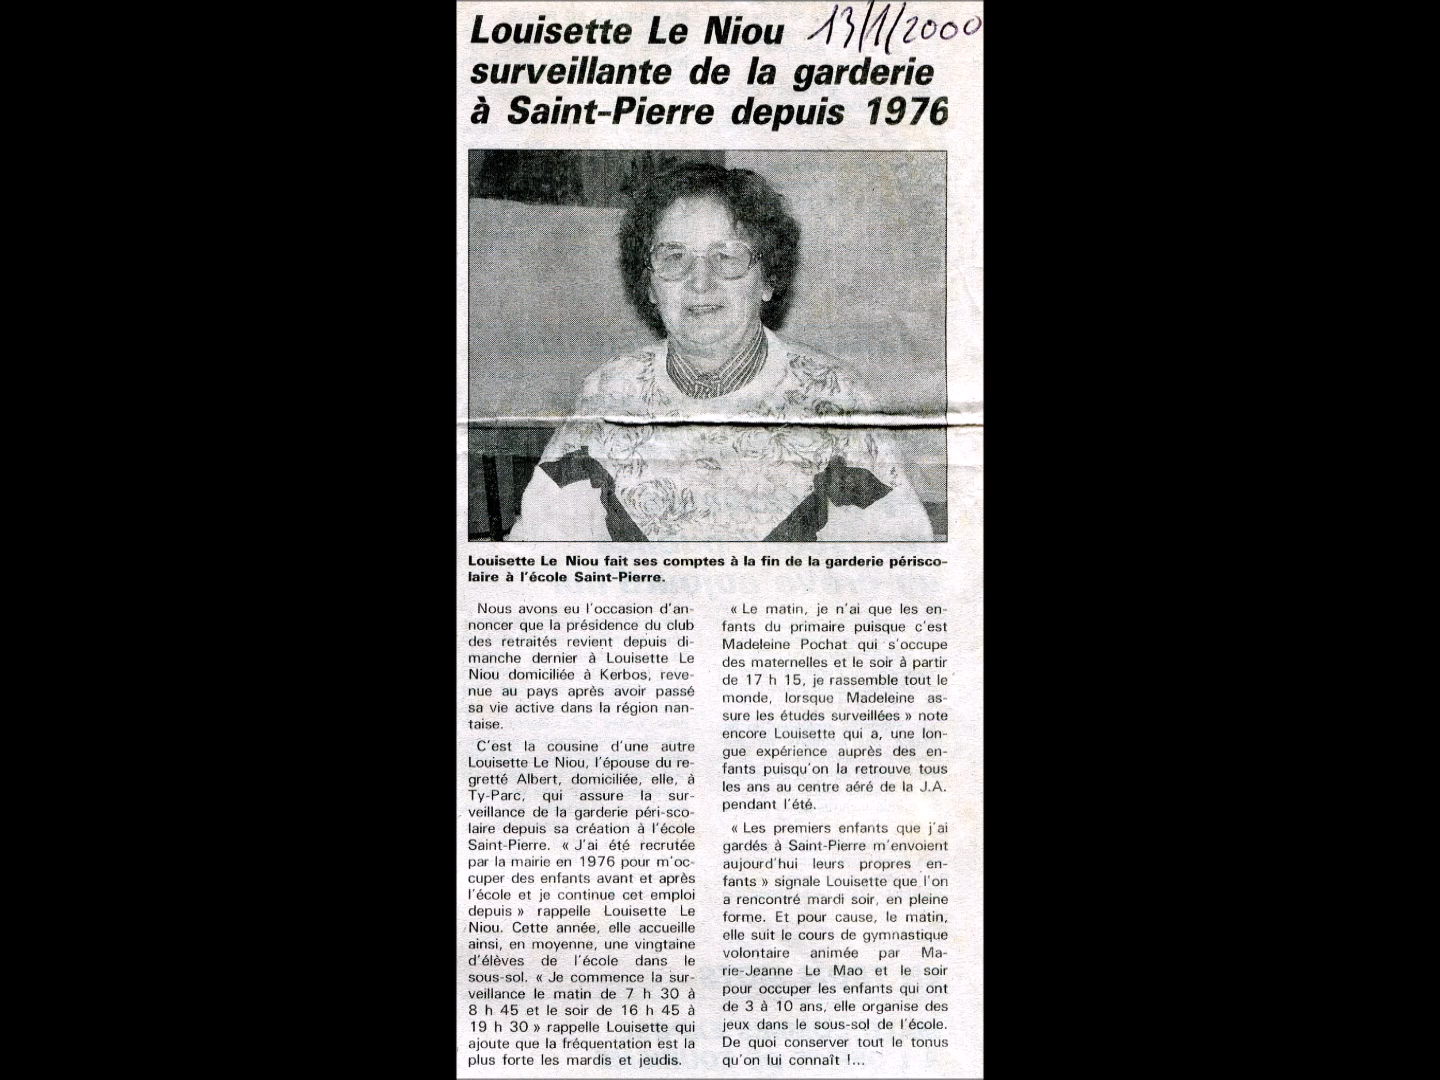 Louisette Le Niou 13/1/2000
surveillante de la garderie
à Saint-Pierre depuis 1976
Louisette Le Niou fait ses comptes à la fin de la garderie périsco-
laire à l'école Saint-Pierre.
Nous avons eu l'occasion d'an-
noncer que la présidence du club
des retraités revient depuis di-
manche dernier à Louisette Le
Niou domiciliée à Kerbos, reve-
nue au pays après avoir passé
sa vie active dans la région nan-
taise.
C'est la cousine d'une autre
Louisette Le Niou, l'épouse du re-
gretté Albert, domiciliée, elle, à
Ty-Parc, qui assure la sur-
veillance de la garderie péri-sco-
laire depuis sa création à l'école
Saint-Pierre. « J'ai été recrutée
par la mairie en 1976 pour m'oc-
cuper des enfants avant et après
l'école et je continue cet emploi
depuis » rappelle Louisette Le
Niou. Cette année, elle accueille
ainsi, en moyenne, une vingtaine
d'élèves de l'école dans le
sous-sol. « Je commence la sur-
veillance le matin de 7 h 30 à
8 h 45 et le soir de 16 h 45 à
19 h 30 » rappelle Louisette qui
ajoute que la fréquentation est la
plus forte les mardis et jeudis.
« Le matin, je n'ai que les en-
fants du primaire puisque c'est
Madeleine Pochat qui s'occupe
des maternelles et le soir à partir
de 17 h 15, je rassemble tout le
monde, lorsque Madeleine as-
sure les études surveillées » note
encore Louisette qui a, une lon-
gue expérience auprès des en-
fants puisqu'on la retrouve tous
les ans au centre aéré de la J.A.
pendant l'été.
« Les premiers enfants que j'ai
gardés à Saint-Pierre m'envoient
aujourd'hui leurs propres en-
fants » signale Louisette que l'on
a rencontré mardi soir, en pleine
forme. Et pour cause, le matin,
elle suit le cours de gymnastique
volontaire animée par Ma-
rie-Jeanne Le Mao et le soir
pour occuper les enfants qui ont
de 3 à 10 ans, elle organise des
jeux dans le sous-sol de l'école.
De quoi conserver tout le tonus
qu'on lui connaît !...